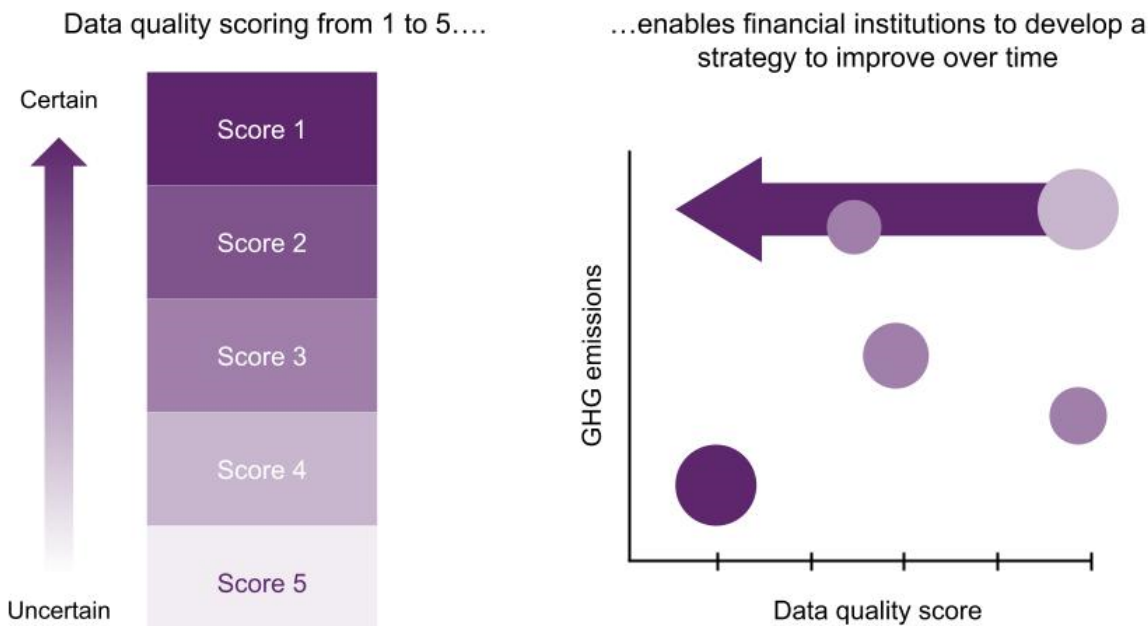 Data quality scoring from 1 to 5….
Certain
Score 1
Score 2
Score 3
Score 4
Score 5
Uncertain
…enables financial institutions to develop a
strategy to improve over time
GHG emissions
Data quality score